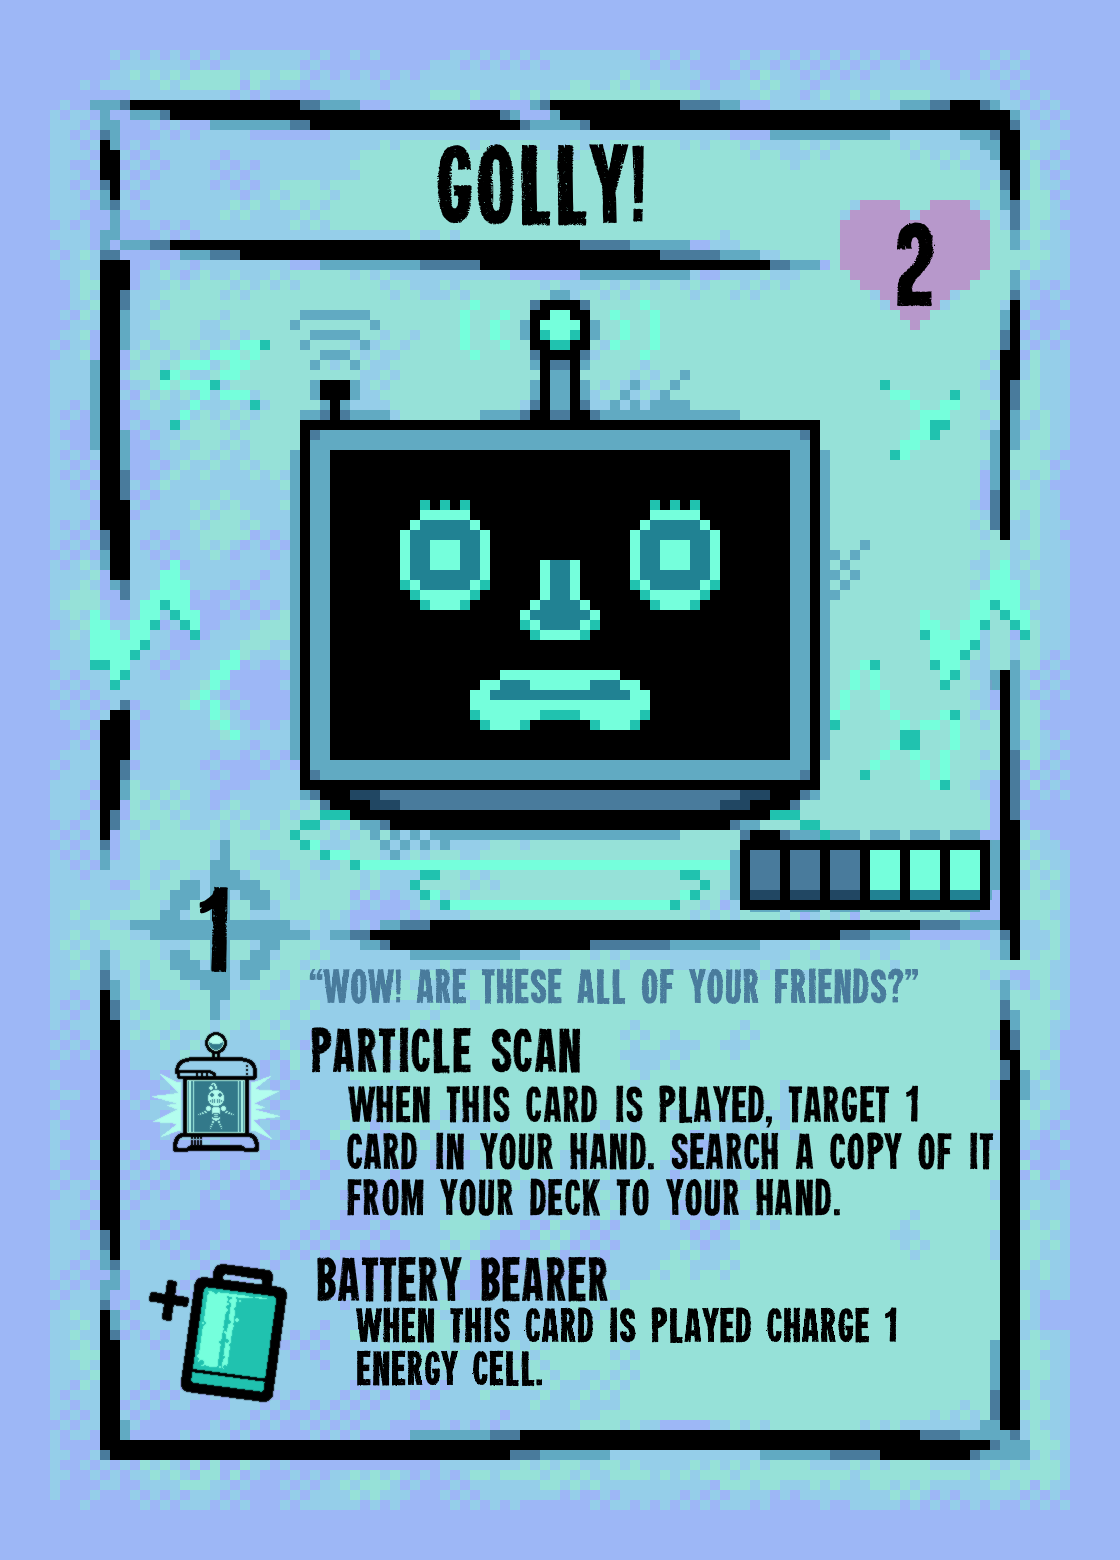 GOLLY!
2
1
“WOW! ARE THESE ALL OF YOUR FRIENDS?”
PARTICLE SCAN
WHEN THIS CARD IS PLAYED, TARGET 1
CARD IN YOUR HAND. SEARCH A COPY OF IT
FROM YOUR DECK TO YOUR HAND.
BATTERY BEARER
WHEN THIS CARD IS PLAYED CHARGE 1
ENERGY CELL.